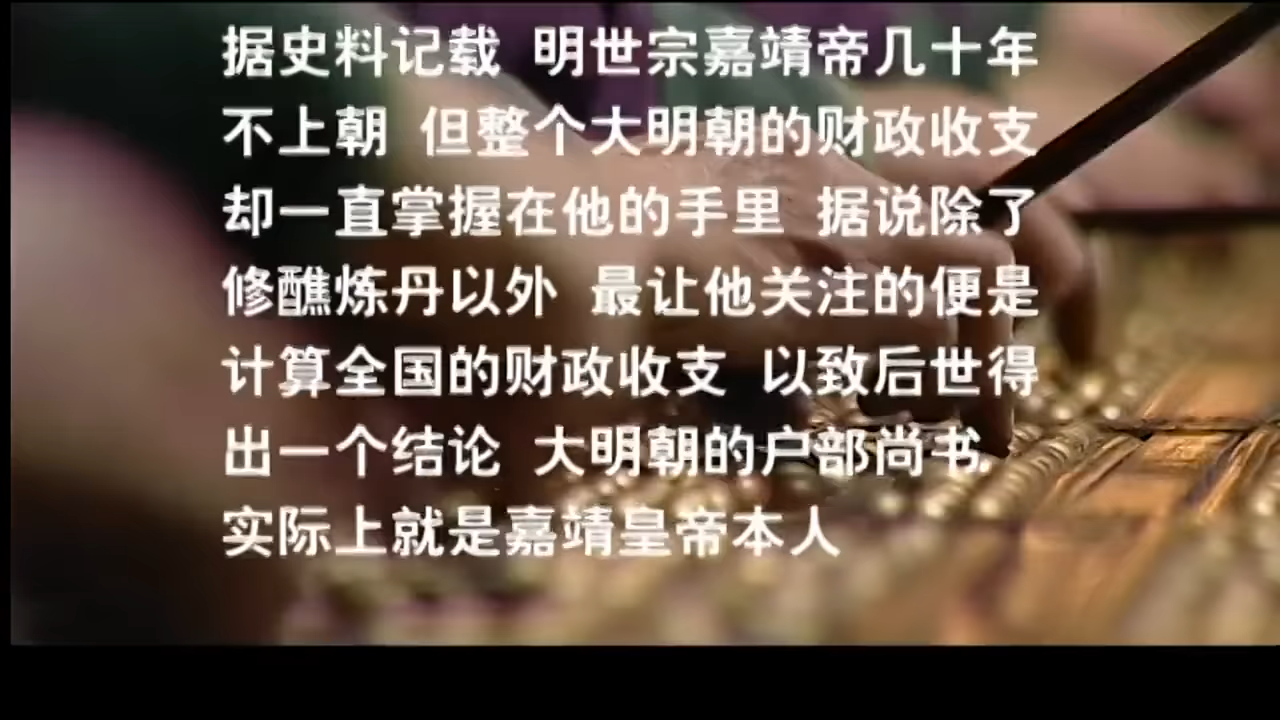 据史料记载 明世宗嘉靖帝几十年
不上朝 但整个大明朝的财政收支
却一直掌握在他的手里 据说除了
修醮炼丹以外 最让他关注的便是
计算全国的财政收支 以致后世得
出一个结论 大明朝的户部尚书
实际上就是嘉靖皇帝本人